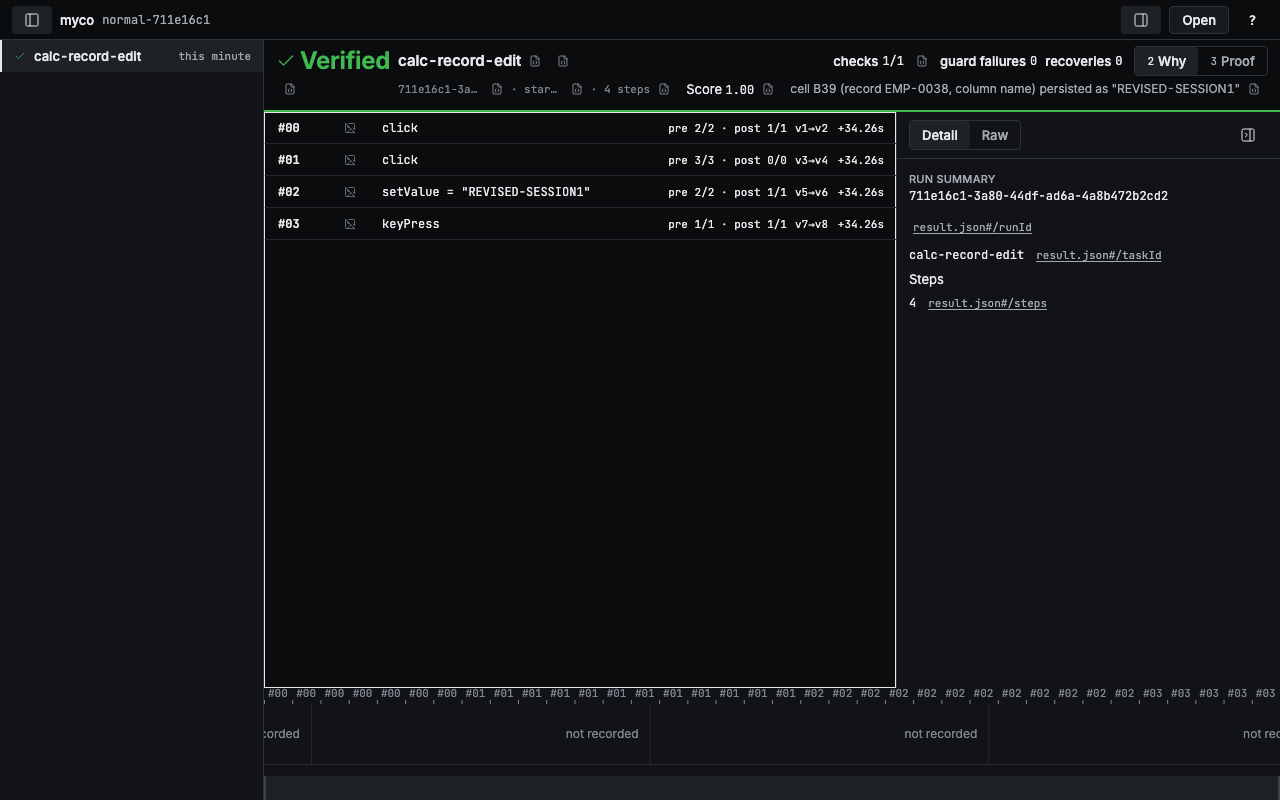 myco normal-711e16c1 Open ?
calc-record-edit this minute
Verified calc-record-edit checks 1/1 guard failures 0 recoveries 0 2 Why 3 Proof
711e16c1-3a… · star… · 4 steps Score 1.00 cell B39 (record EMP-0038, column name) persisted as "REVISED-SESSION1"
#00 click pre 2/2 · post 1/1 v1→v2 +34.26s
#01 click pre 3/3 · post 0/0 v3→v4 +34.26s
#02 setValue = "REVISED-SESSION1" pre 2/2 · post 1/1 v5→v6 +34.26s
#03 keyPress pre 1/1 · post 1/1 v7→v8 +34.26s
Detail Raw
RUN SUMMARY
711e16c1-3a80-44df-ad6a-4a8b472b2cd2
result.json#/runId
calc-record-edit result.json#/taskId
Steps
4 result.json#/steps
#00 #00 #00 #00 #00 #00 #00 #01 #01 #01 #01 #01 #01 #01 #01 #01 #01 #01 #01 #02 #02 #02 #02 #02 #02 #02 #02 #02 #02 #02 #02 #03 #03 #03 #03 #03
corded not recorded not recorded not rec